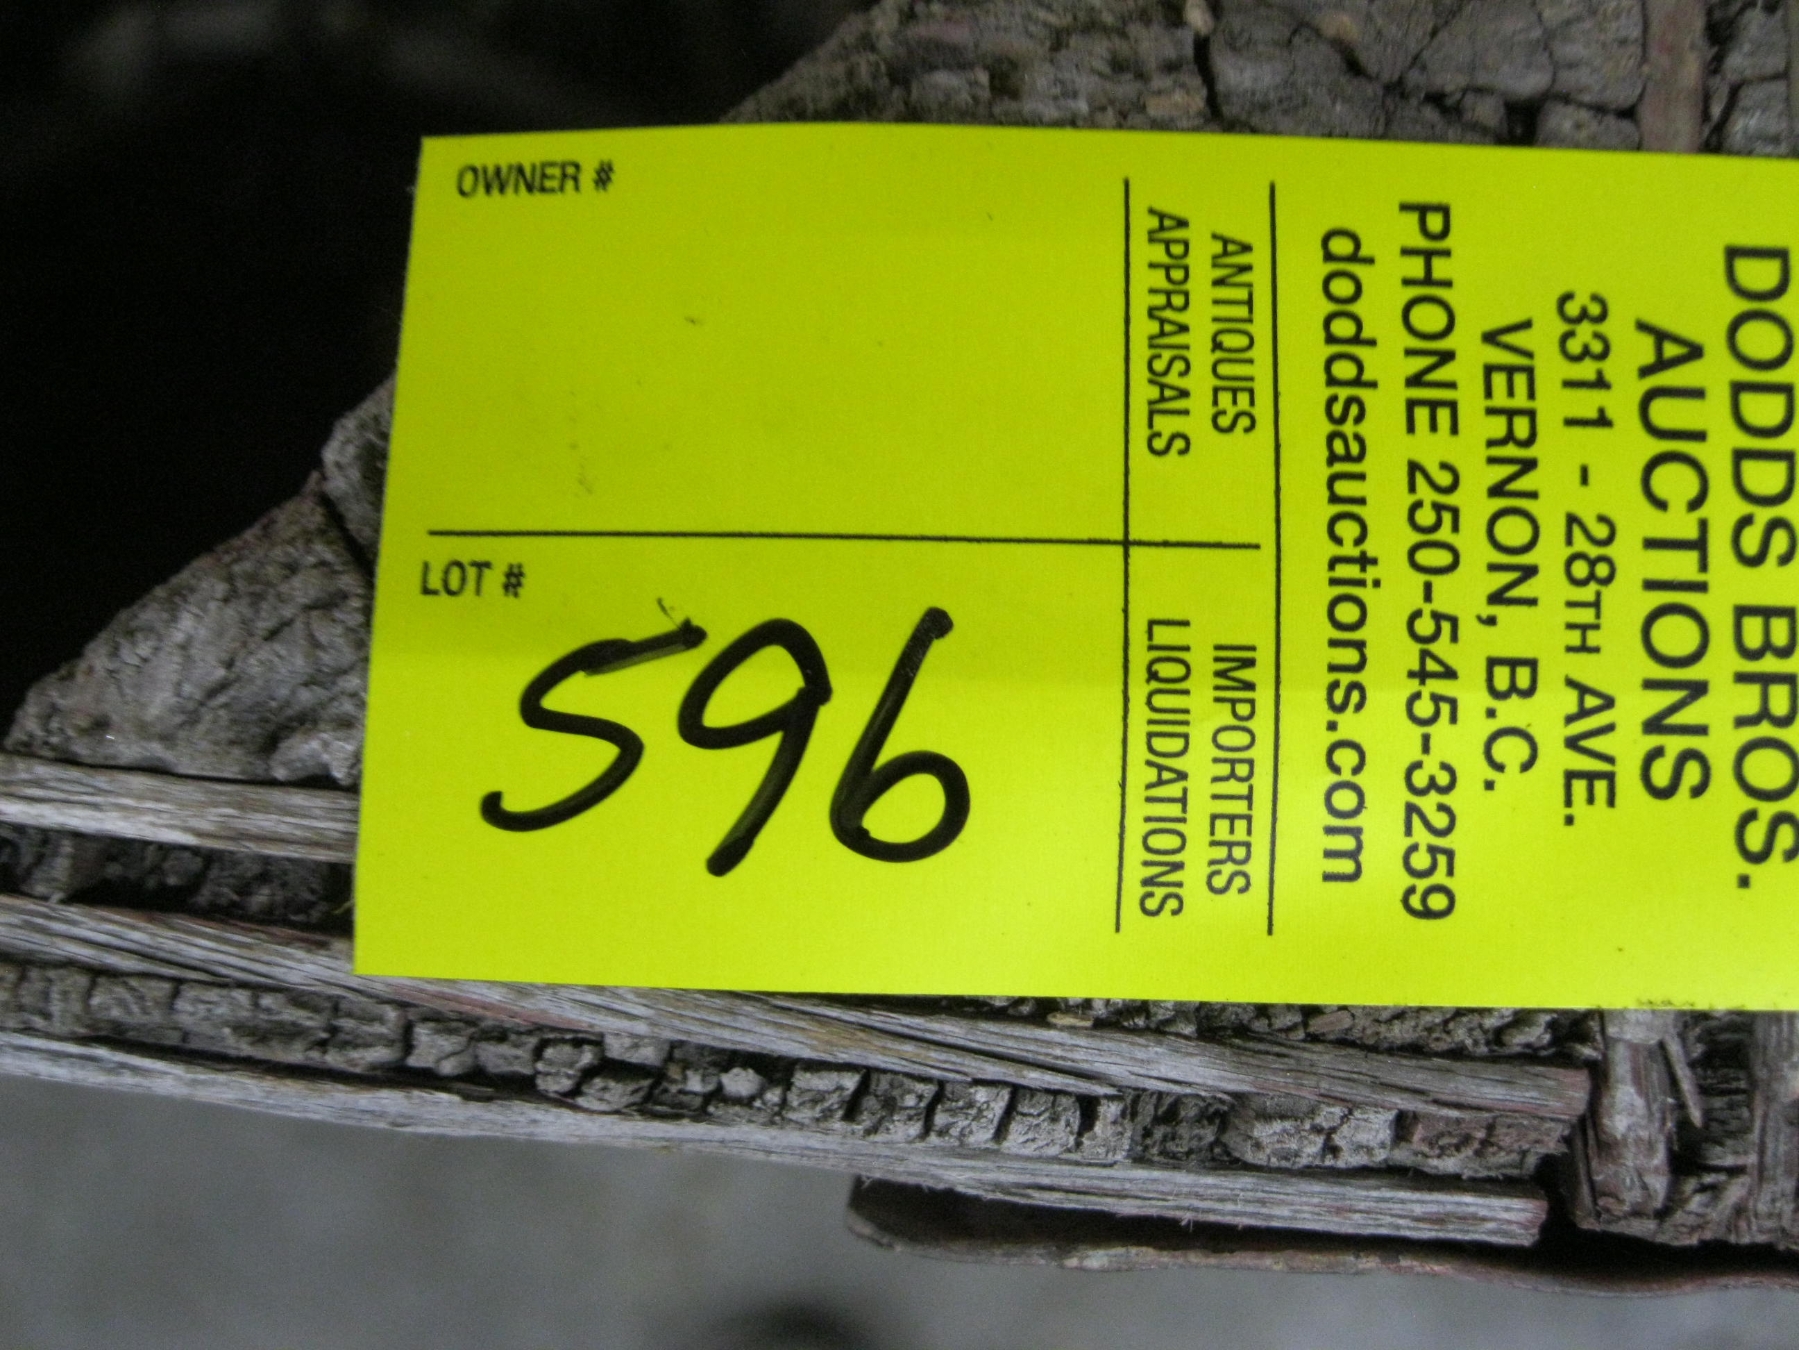 DODDS BROS.
AUCTIONS
3311 - 28TH AVE.
VERNON, B.C.
PHONE 250-545-3259
doddsauctions.com
ANTIQUES IMPORTERS
APPRAISALS LIQUIDATIONS
OWNER #
LOT #
596